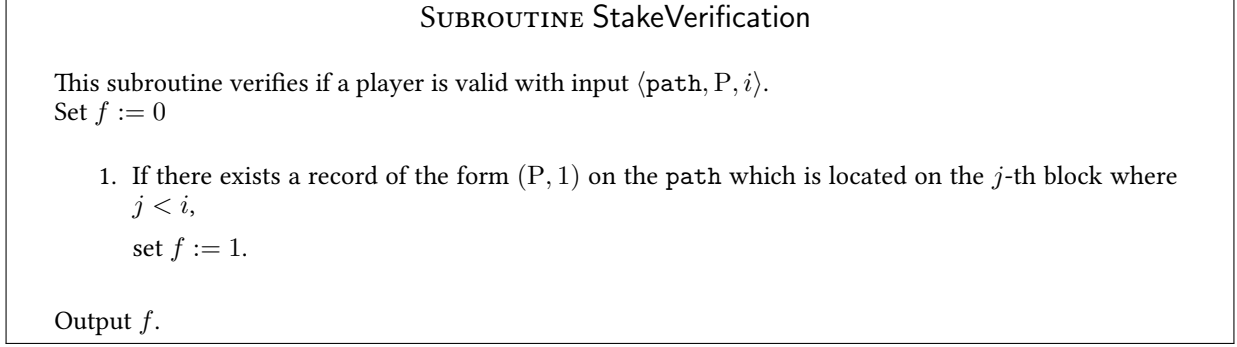 SUBROUTINE StakeVerification
This subroutine verifies if a player is valid with input ⟨path, P, i⟩.
Set f := 0
1. If there exists a record of the form (P, 1) on the path which is located on the j-th block where
j < i,
set f := 1.
Output f.